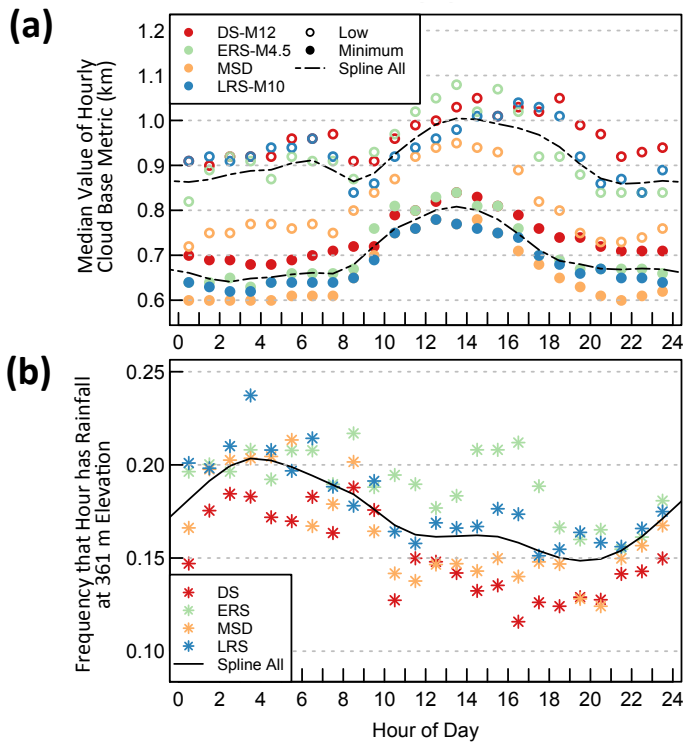 (a)
DS-M12
ERS-M4.5
MSD
LRS-M10
Low
Minimum
Spline All
Median Value of Hourly
Cloud Base Metric (km)
1.2
1.1
1.0
0.9
0.8
0.7
0.6
0 2 4 6 8 10 12 14 16 18 20 22 24
(b)
Frequency that Hour has Rainfall
at 361 m Elevation
0.25
0.20
0.15
0.10
DS
ERS
MSD
LRS
Spline All
0 2 4 6 8 10 12 14 16 18 20 22 24
Hour of Day